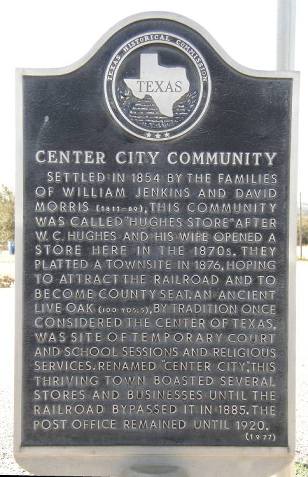 TEXAS HISTORICAL COMMISSION
TEXAS
CENTER CITY COMMUNITY
SETTLED IN 1854 BY THE FAMILIES
OF WILLIAM JENKINS AND DAVID
MORRIS (1811-89), THIS COMMUNITY
WAS CALLED "HUGHES STORE" AFTER
W. C. HUGHES AND HIS WIFE OPENED A
STORE HERE IN THE 1870s. THEY
PLATTED A TOWNSITE IN 1876, HOPING
TO ATTRACT THE RAILROAD AND TO
BECOME COUNTY SEAT. AN ANCIENT
LIVE OAK (100 YDS. S), BY TRADITION ONCE
CONSIDERED THE CENTER OF TEXAS,
WAS SITE OF TEMPORARY COURT
AND SCHOOL SESSIONS AND RELIGIOUS
SERVICES. RENAMED "CENTER CITY", THIS
THRIVING TOWN BOASTED SEVERAL
STORES AND BUSINESSES UNTIL THE
RAILROAD BYPASSED IT IN 1885. THE
POST OFFICE REMAINED UNTIL 1920.
(1977)